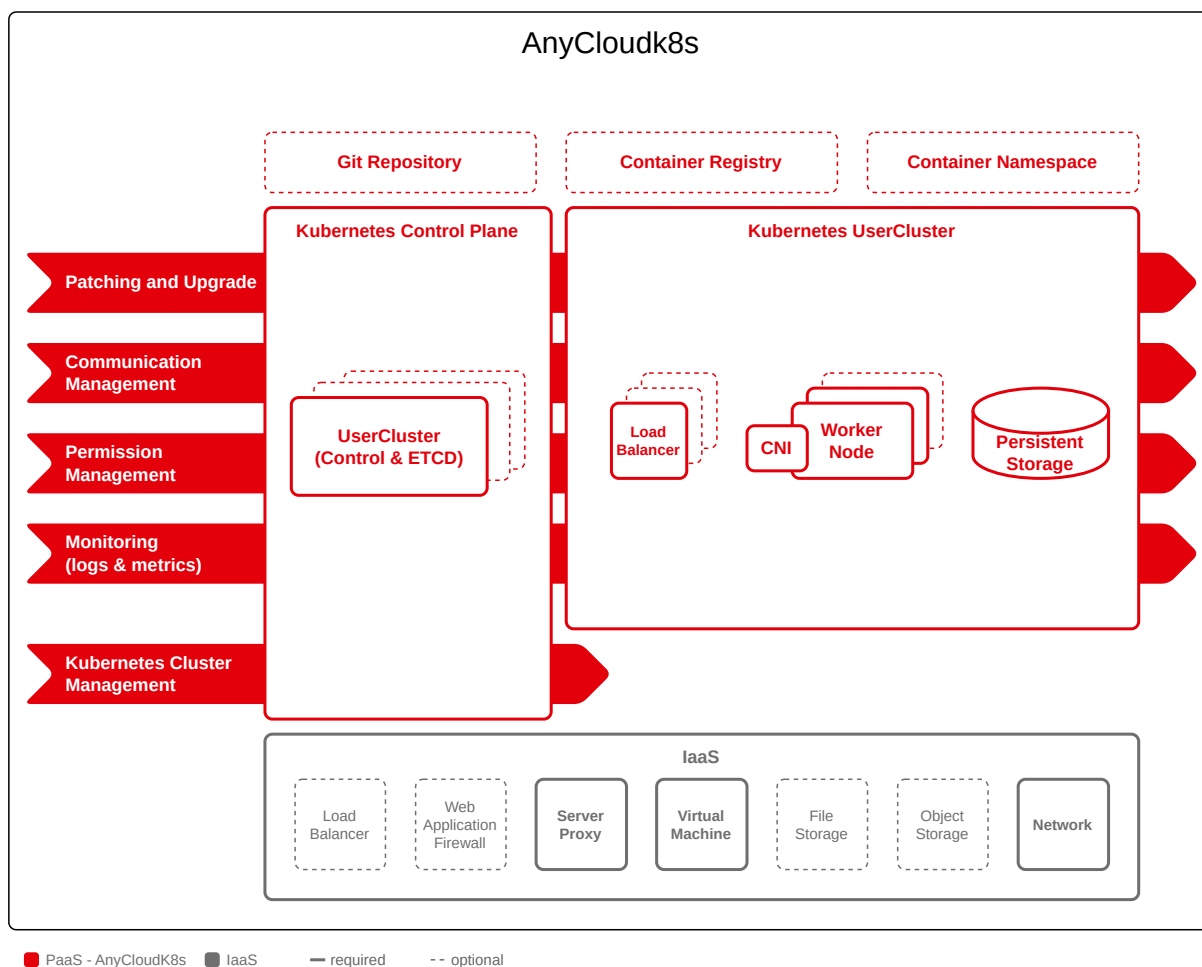 AnyCloudk8s
Git Repository
Container Registry
Container Namespace
Kubernetes Control Plane
Kubernetes UserCluster
Patching and Upgrade
Communication
Management
Permission
Management
Monitoring
(logs & metrics)
Kubernetes Cluster
Management
UserCluster
(Control & ETCD)
Load
Balancer
CNI
Worker
Node
Persistent
Storage
IaaS
Load
Balancer
Web
Application
Firewall
Server
Proxy
Virtual
Machine
File
Storage
Object
Storage
Network
PaaS - AnyCloudK8s
IaaS
required
optional